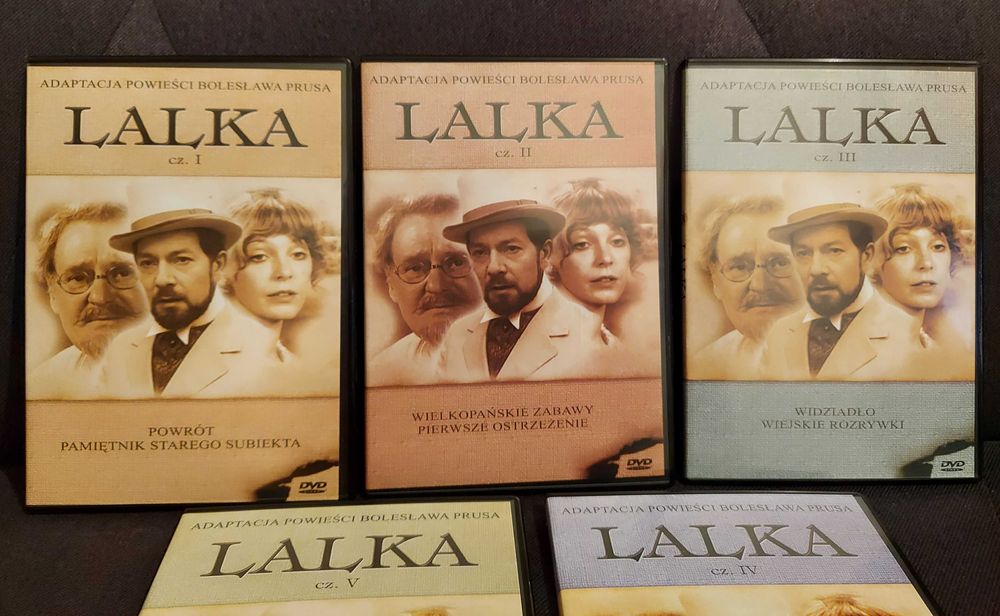 ADAPTACJA POWIEŚCI BOLESŁAWA PRUSA
LALKA
cz. I
POWRÓT
PAMIĘTNIK STAREGO SUBIEKTA
DVD
ADAPTACJA POWIEŚCI BOLESŁAWA PRUSA
LALKA
cz. II
WIELKOPAŃSKIE ZABAWY
PIERWSZE OSTRZEŻENIE
DVD
ADAPTACJA POWIEŚCI BOLESŁAWA PRUSA
LALKA
cz. III
WIDZIADŁO
WIEJSKIE ROZRYWKI
DVD
ADAPTACJA POWIEŚCI BOLESŁAWA PRUSA
LALKA
cz. V
ADAPTACJA POWIEŚCI BOLESŁAWA PRUSA
LALKA
cz. IV